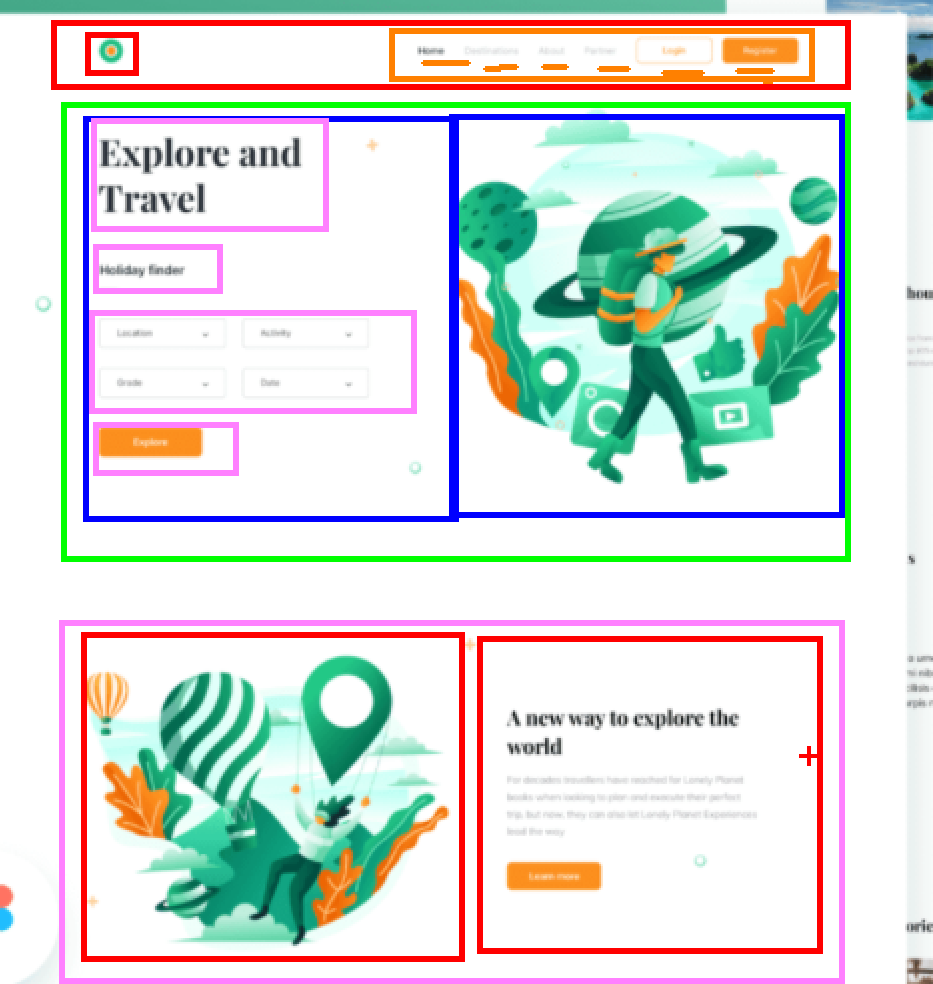 Home Destinations About Partner Login Register
Explore and
Travel
Holiday finder
Location Activity
Grade Date
Explore
A new way to explore the
world
For decades travellers have reached for Lonely Planet
books when looking to plan and execute their perfect
trip, but now, they can also let Lonely Planet Experiences
lead the way
Learn more